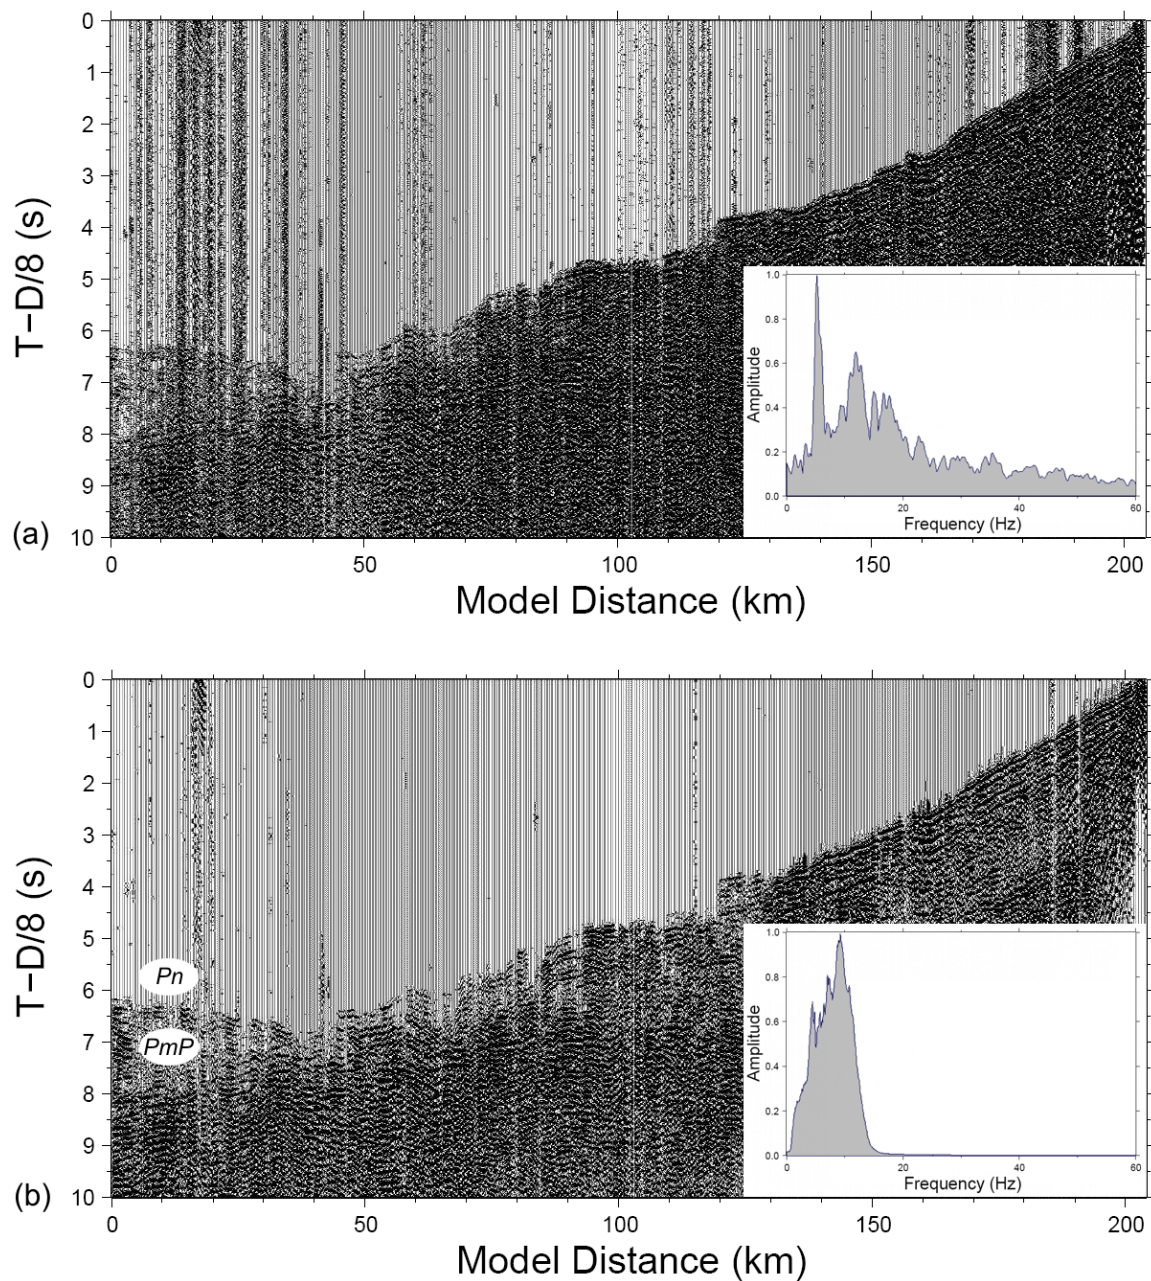 0
1
2
3
4
5
6
7
8
9
10
T−D/8 (s)
(a)
0 50 100 150 200
Model Distance (km)
1.0
0.8
0.6
0.4
0.2
0.0
Amplitude
0 20 40 60
Frequency (Hz)
0
1
2
3
4
5
6
7
8
9
10
T−D/8 (s)
Pn
PmP
(b)
0 50 100 150 200
Model Distance (km)
1.0
0.8
0.6
0.4
0.2
0.0
Amplitude
0 20 40 60
Frequency (Hz)